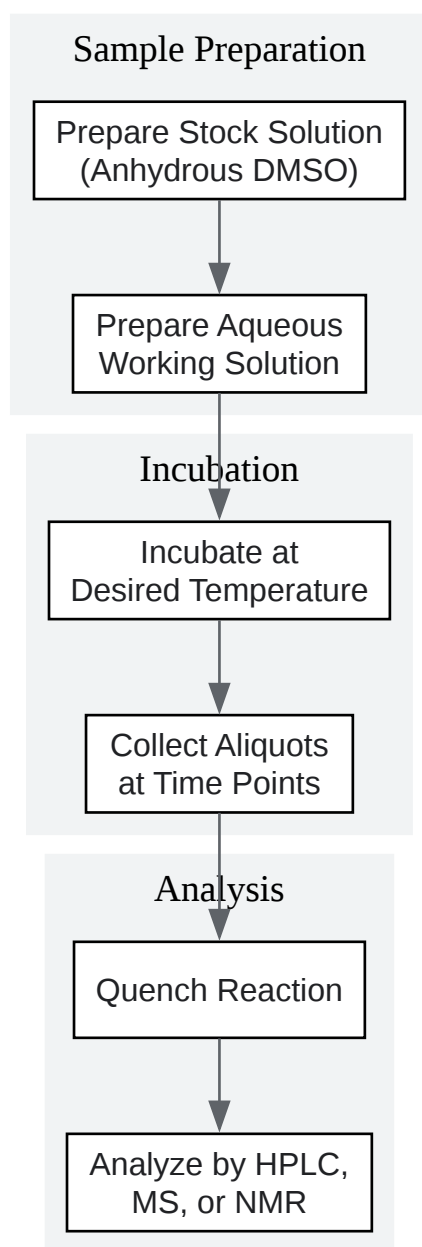 Sample Preparation
Prepare Stock Solution
(Anhydrous DMSO)
Prepare Aqueous
Working Solution
Incubation
Incubate at
Desired Temperature
Collect Aliquots
at Time Points
Analysis
Quench Reaction
Analyze by HPLC,
MS, or NMR